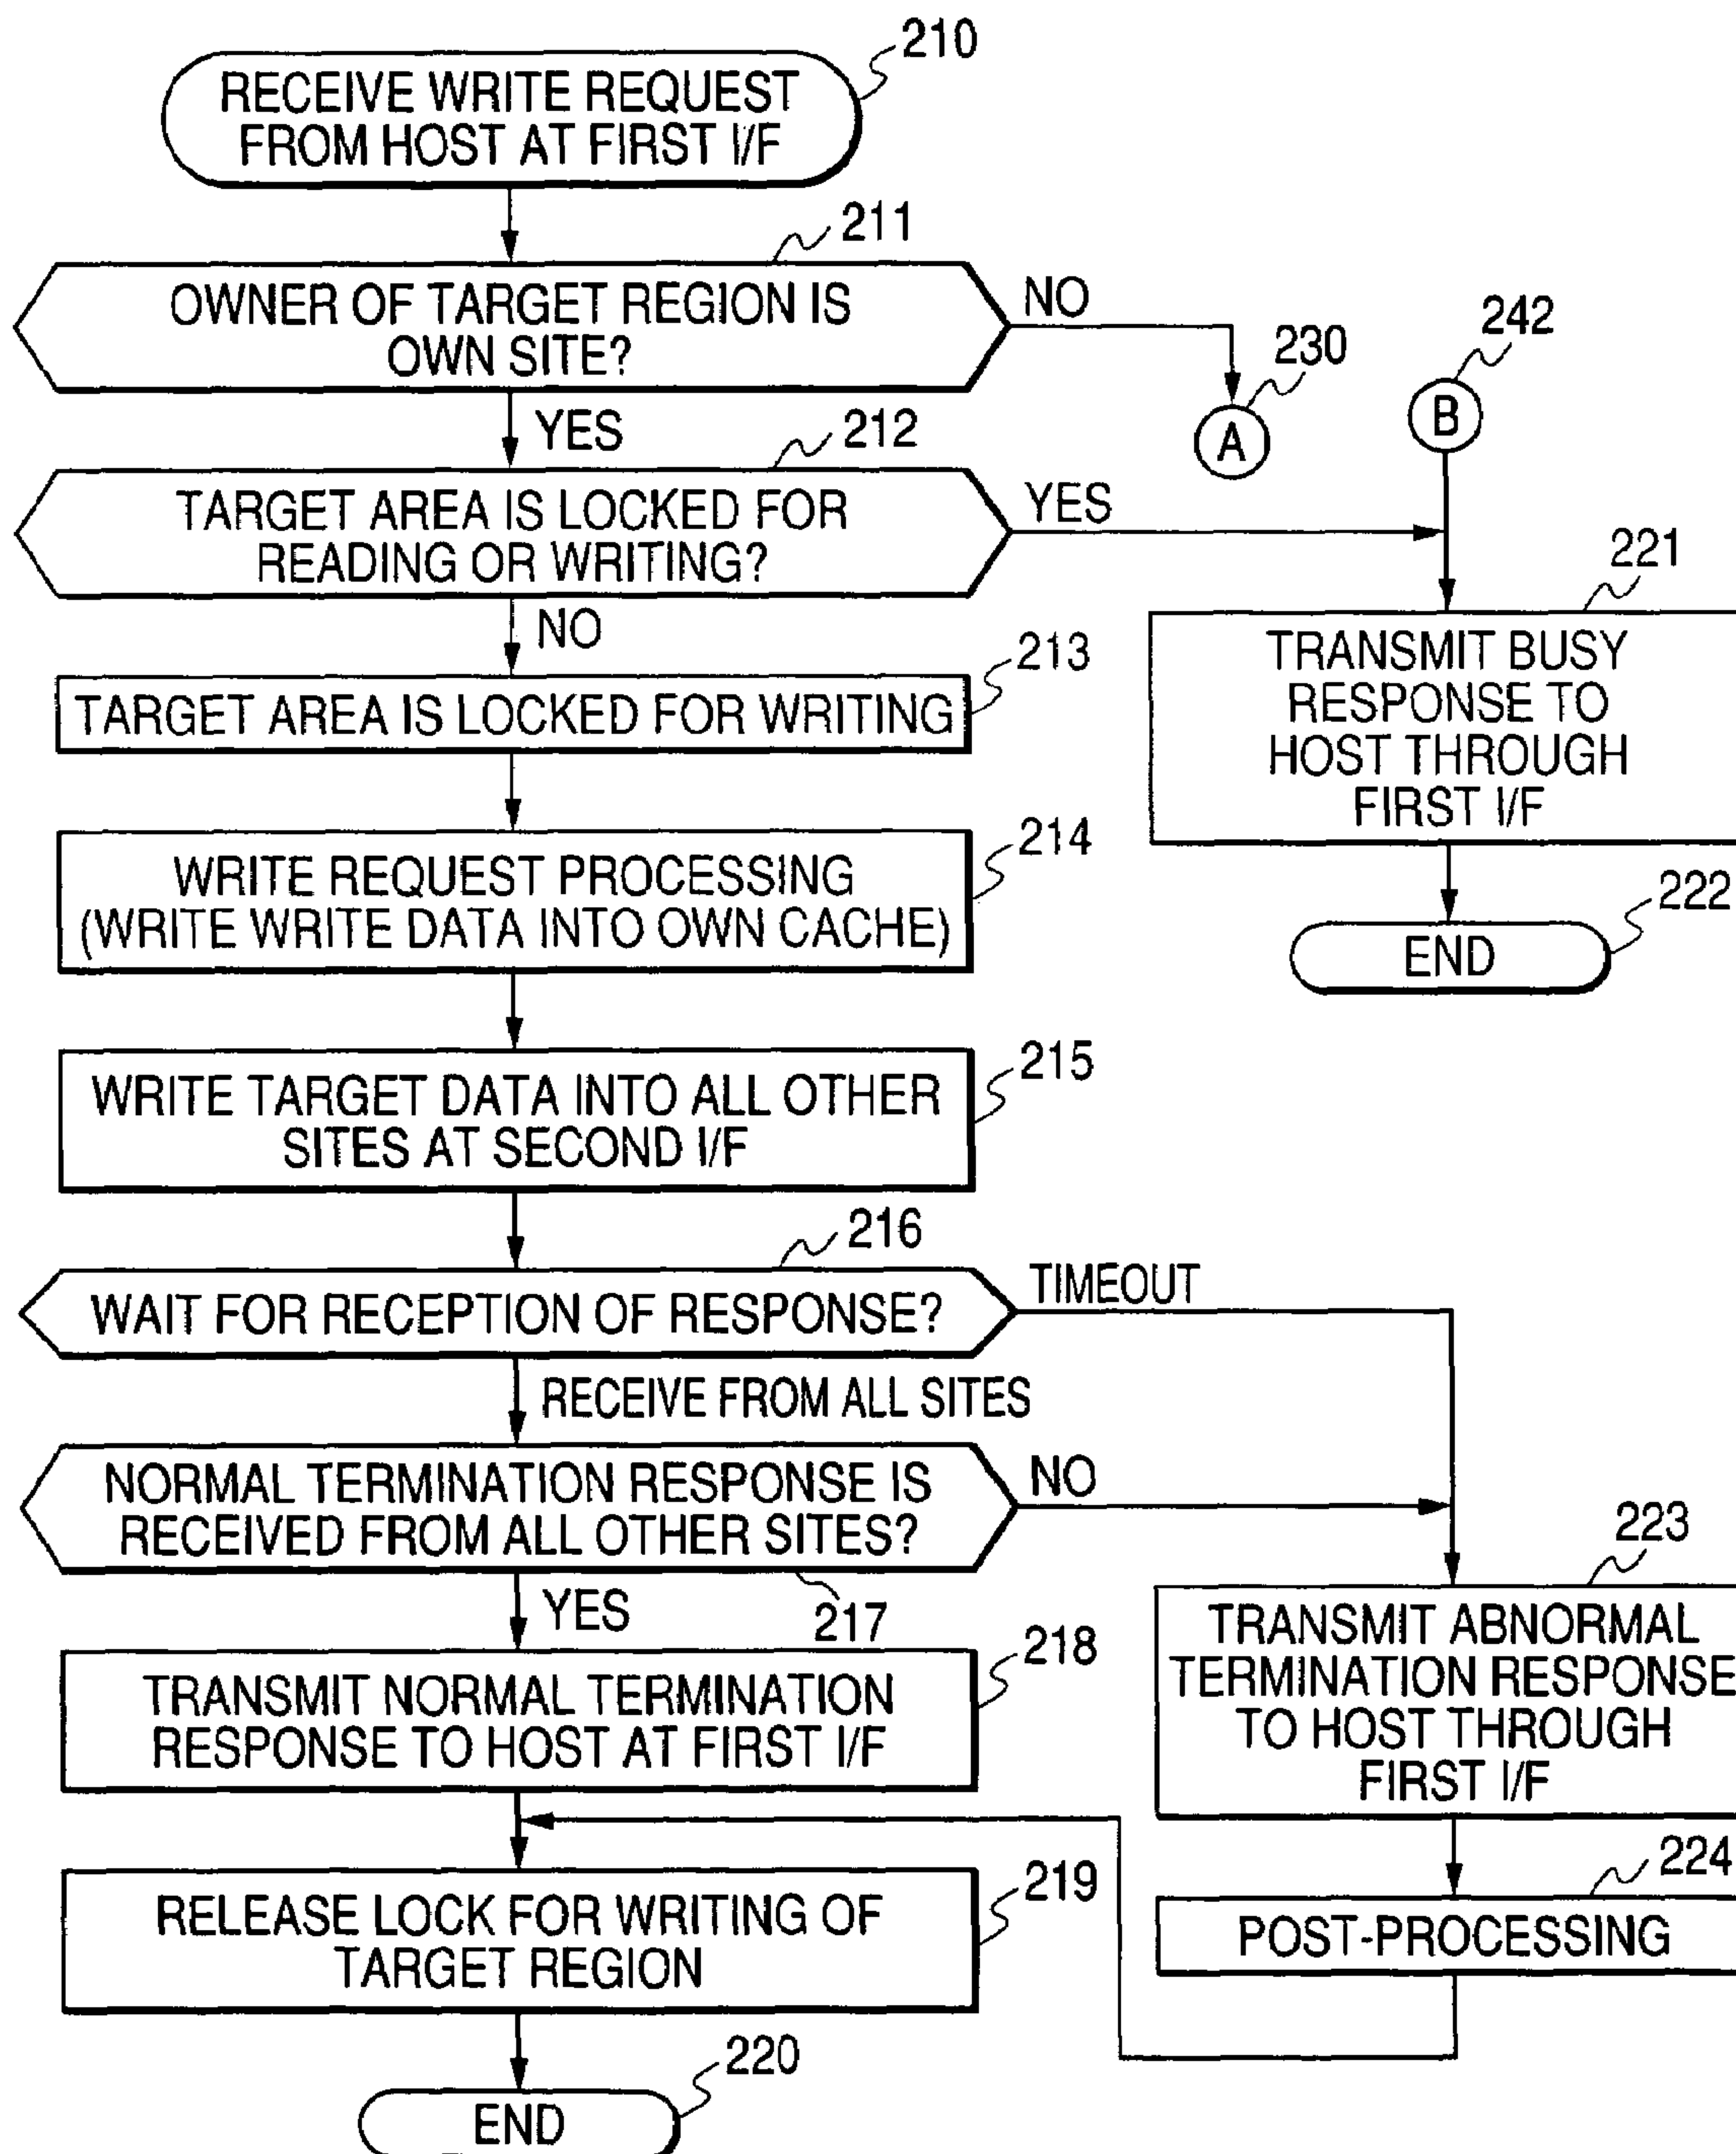 210
RECEIVE WRITE REQUEST
FROM HOST AT FIRST I/F
211
OWNER OF TARGET REGION IS
OWN SITE?
NO
230
A
242
B
YES
212
TARGET AREA IS LOCKED FOR
READING OR WRITING?
YES
221
TRANSMIT BUSY
RESPONSE TO
HOST THROUGH
FIRST I/F
222
END
NO
213
TARGET AREA IS LOCKED FOR WRITING
214
WRITE REQUEST PROCESSING
(WRITE WRITE DATA INTO OWN CACHE)
215
WRITE TARGET DATA INTO ALL OTHER
SITES AT SECOND I/F
216
WAIT FOR RECEPTION OF RESPONSE?
TIMEOUT
RECEIVE FROM ALL SITES
NORMAL TERMINATION RESPONSE IS
RECEIVED FROM ALL OTHER SITES?
NO
217
YES
223
TRANSMIT ABNORMAL
TERMINATION RESPONSE
TO HOST THROUGH
FIRST I/F
218
TRANSMIT NORMAL TERMINATION
RESPONSE TO HOST AT FIRST I/F
224
POST-PROCESSING
219
RELEASE LOCK FOR WRITING OF
TARGET REGION
220
END